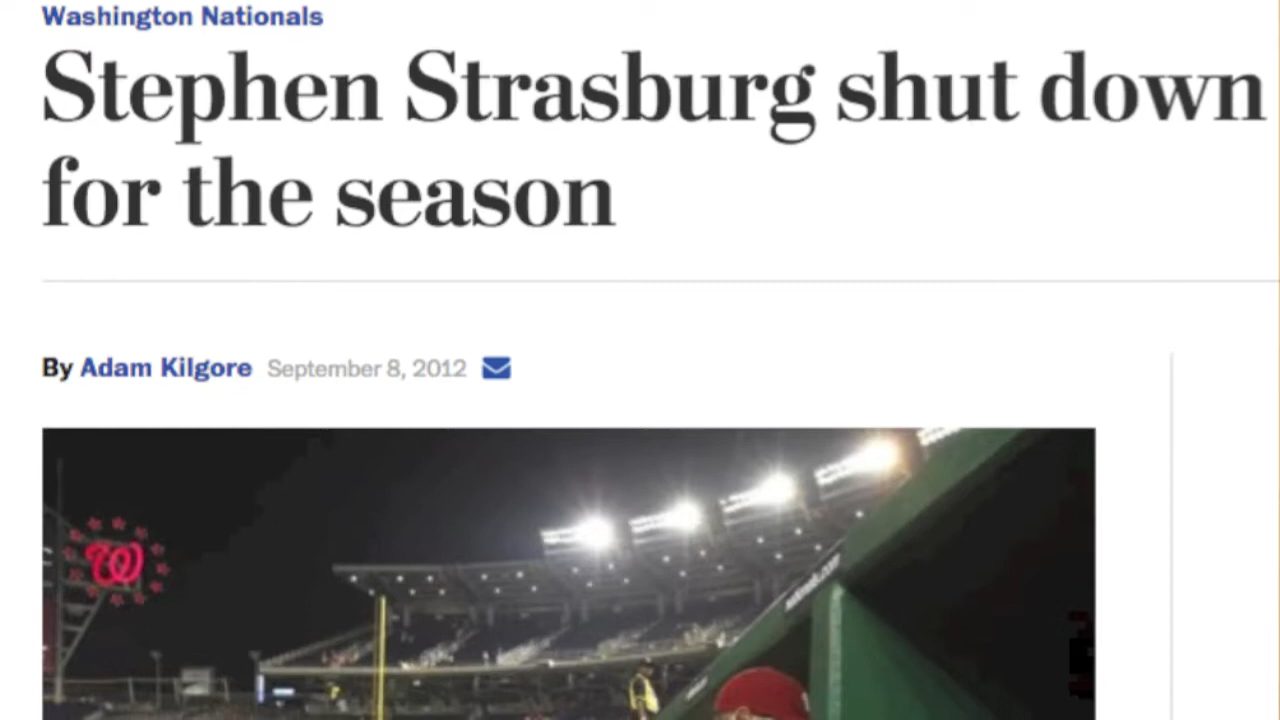 Washington Nationals
Stephen Strasburg shut down
for the season
By Adam Kilgore September 8, 2012
W